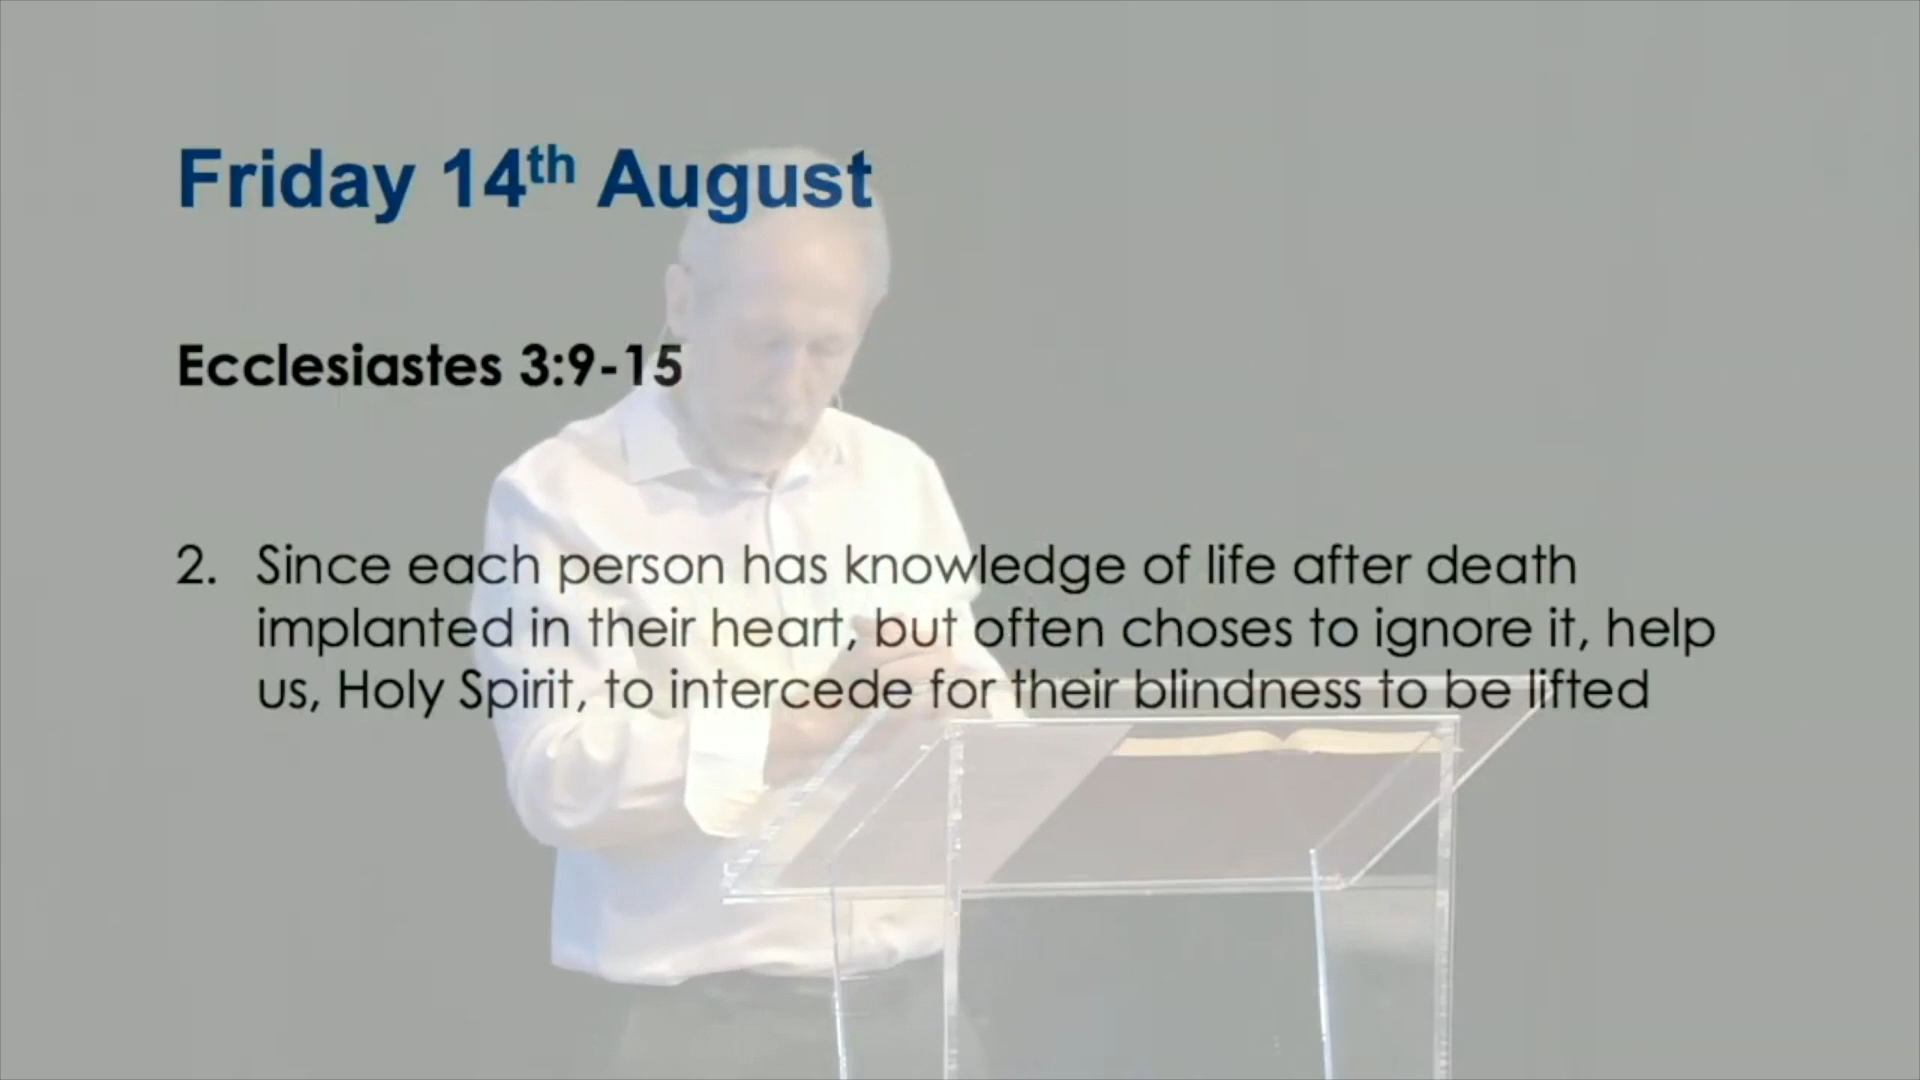 Friday 14th August
Ecclesiastes 3:9-15
2. Since each person has knowledge of life after death
implanted in their heart, but often choses to ignore it, help
us, Holy Spirit, to intercede for their blindness to be lifted